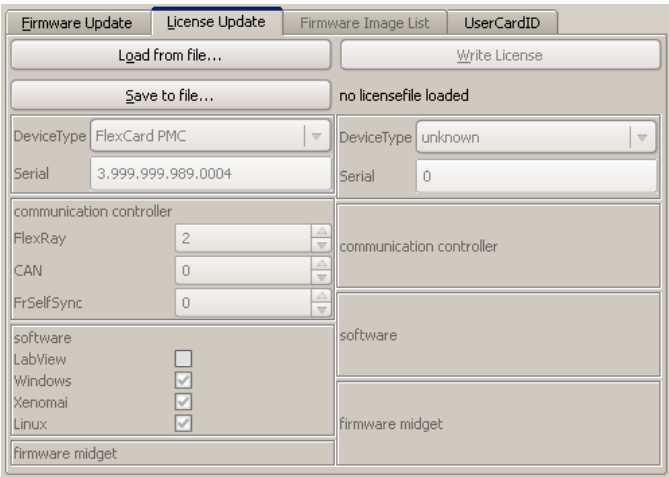 Firmware Update
License Update
Firmware Image List
UserCardID
Load from file...
Write License
Save to file...
no licensefile loaded
DeviceType
FlexCard PMC
Serial
3.999.999.989.0004
DeviceType
unknown
Serial
0
communication controller
FlexRay
2
CAN
0
FrSelfSync
0
communication controller
software
LabView
Windows
Xenomai
Linux
software
firmware midget
firmware midget